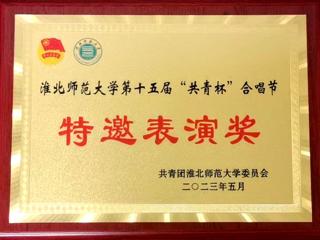 淮北师范大学第十五届“共青杯”合唱节
特邀表演奖
共青团淮北师范大学委员会
二〇二三年五月